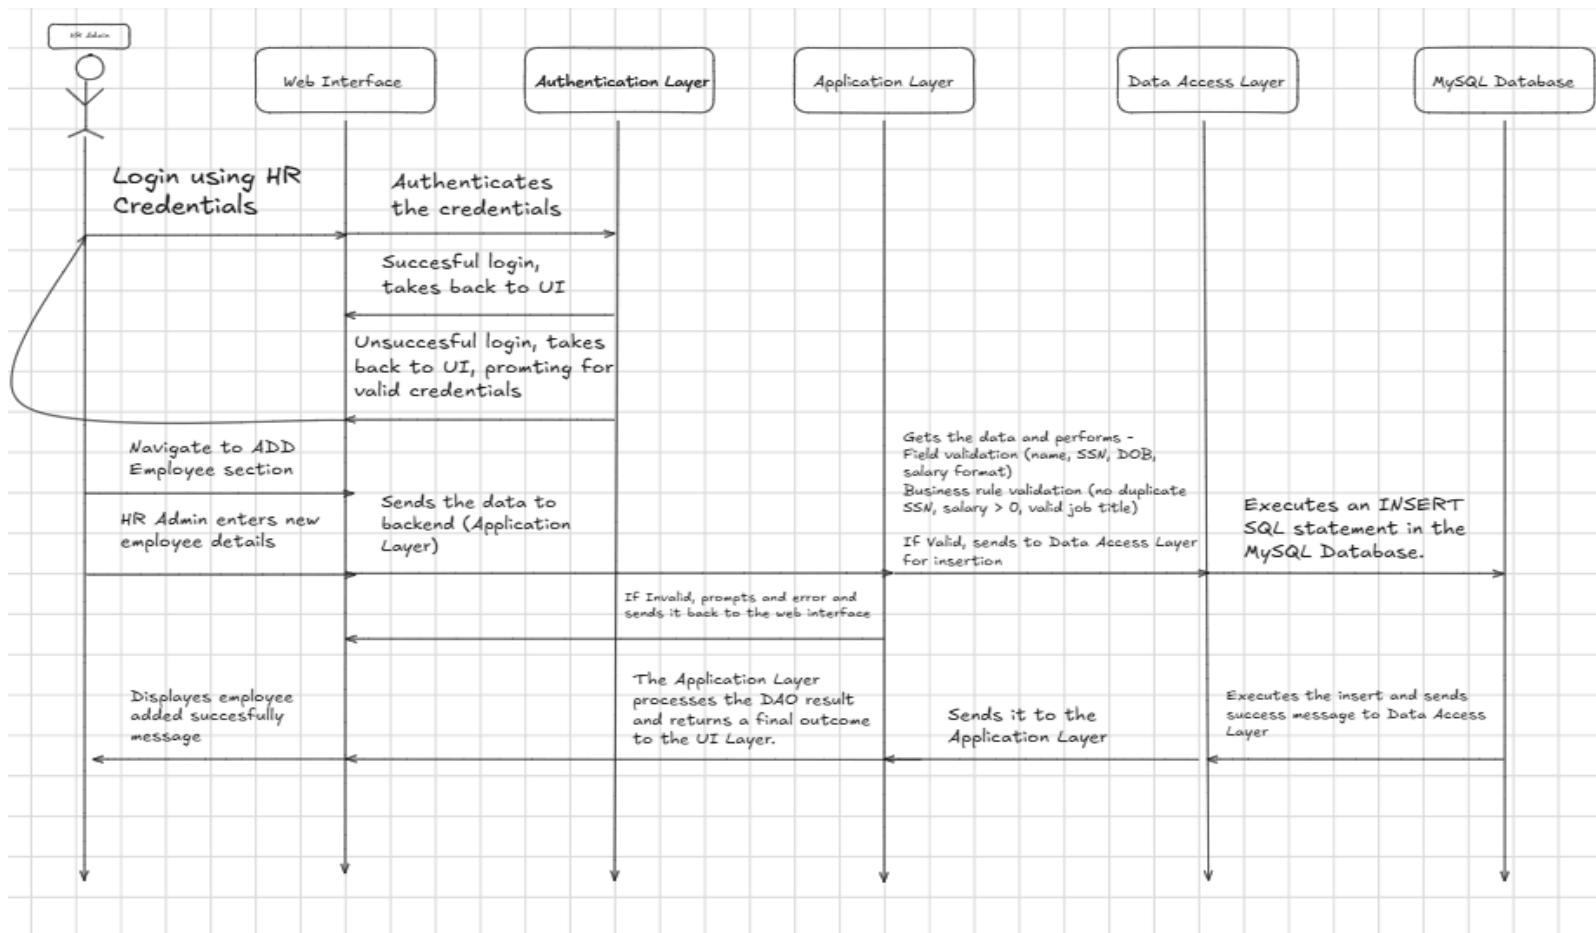 HR Admin
Web Interface
Authentication Layer
Application Layer
Data Access Layer
MySQL Database
Login using HR
Credentials
Authenticates
the credentials
Succesful login,
takes back to UI
Unsuccesful login, takes
back to UI, promting for
valid credentials
Navigate to ADD
Employee section
HR Admin enters new
employee details
Sends the data to
backend (Application
Layer)
Gets the data and performs -
Field validation (name, SSN, DOB,
salary format)
Business rule validation (no duplicate
SSN, salary > 0, valid job title)
If Valid, sends to Data Access Layer
for insertion
Executes an INSERT
SQL statement in the
MySQL Database.
If Invalid, prompts and error and
sends it back to the web interface
Displayes employee
added succesfully
message
The Application Layer
processes the DAO result
and returns a final outcome
to the UI Layer.
Sends it to the
Application Layer
Executes the insert and sends
success message to Data Access
Layer